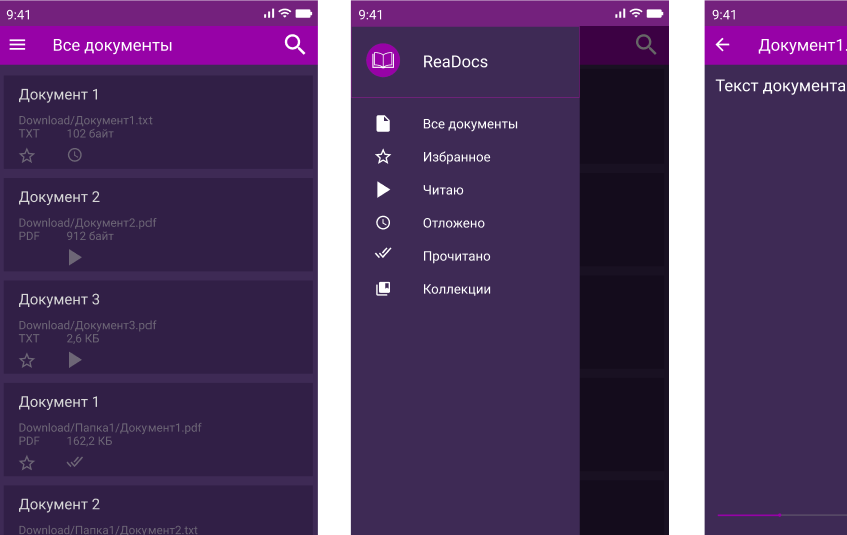 9:41
Все документы
Документ 1
Download/Документ1.txt
TXT 102 байт
Документ 2
Download/Документ2.pdf
PDF 912 байт
Документ 3
Download/Документ3.pdf
TXT 2,6 КБ
Документ 1
Download/Папка1/Документ1.pdf
PDF 162,2 КБ
Документ 2
Download/Папка1/Документ2.txt
9:41
ReaDocs
Все документы
Избранное
Читаю
Отложено
Прочитано
Коллекции
9:41
Документ1.
Текст документа